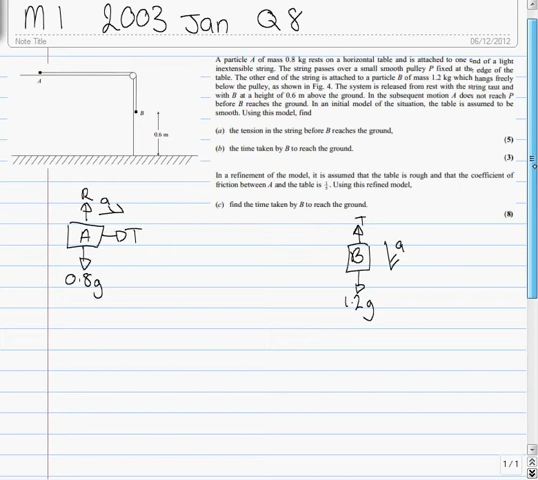 M1 2003 Jan Q8
Note Title
06/12/2012
A particle A of mass 0.8 kg rests on a horizontal table and is attached to one end of a light
inextensible string. The string passes over a small smooth pulley P fixed at the edge of the
table. The other end of the string is attached to a particle B of mass 1.2 kg which hangs freely
below the pulley, as shown in Fig. 4. The system is released from rest with the string taut and
with B at a height of 0.6 m above the ground. In the subsequent motion A does not reach P
before B reaches the ground. In an initial model of the situation, the table is assumed to be
smooth. Using this model, find
(a) the tension in the string before B reaches the ground,
(5)
(b) the time taken by B to reach the ground.
(3)
In a refinement of the model, it is assumed that the table is rough and that the coefficient of
friction between A and the table is 1/5. Using this refined model,
(c) find the time taken by B to reach the ground.
(8)
A
B
0.6 m
R
a
A
T
0.8g
T
a
B
1.2g
1/1